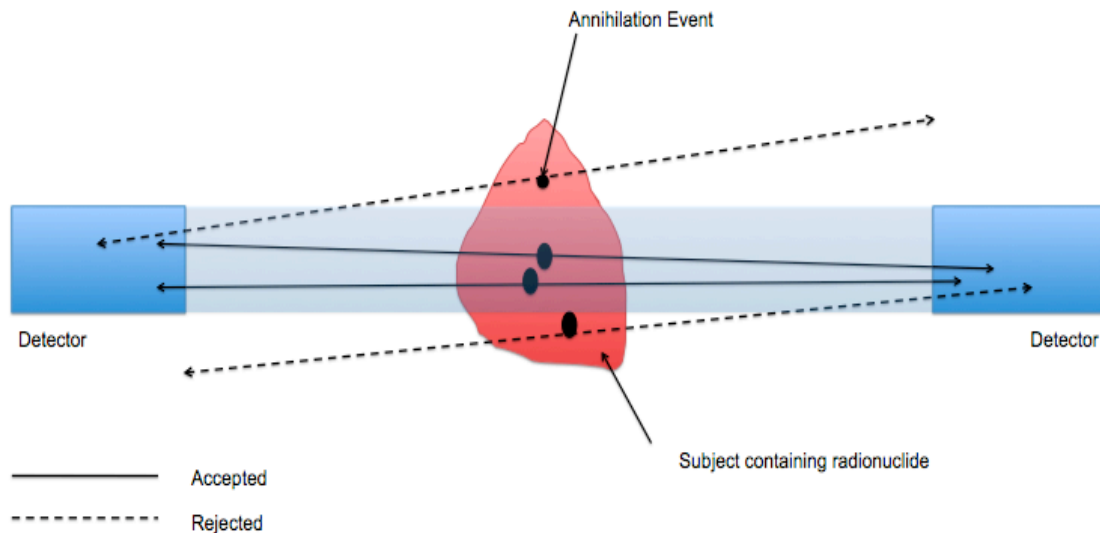 Annihilation Event
Detector
Detector
Subject containing radionuclide
Accepted
Rejected